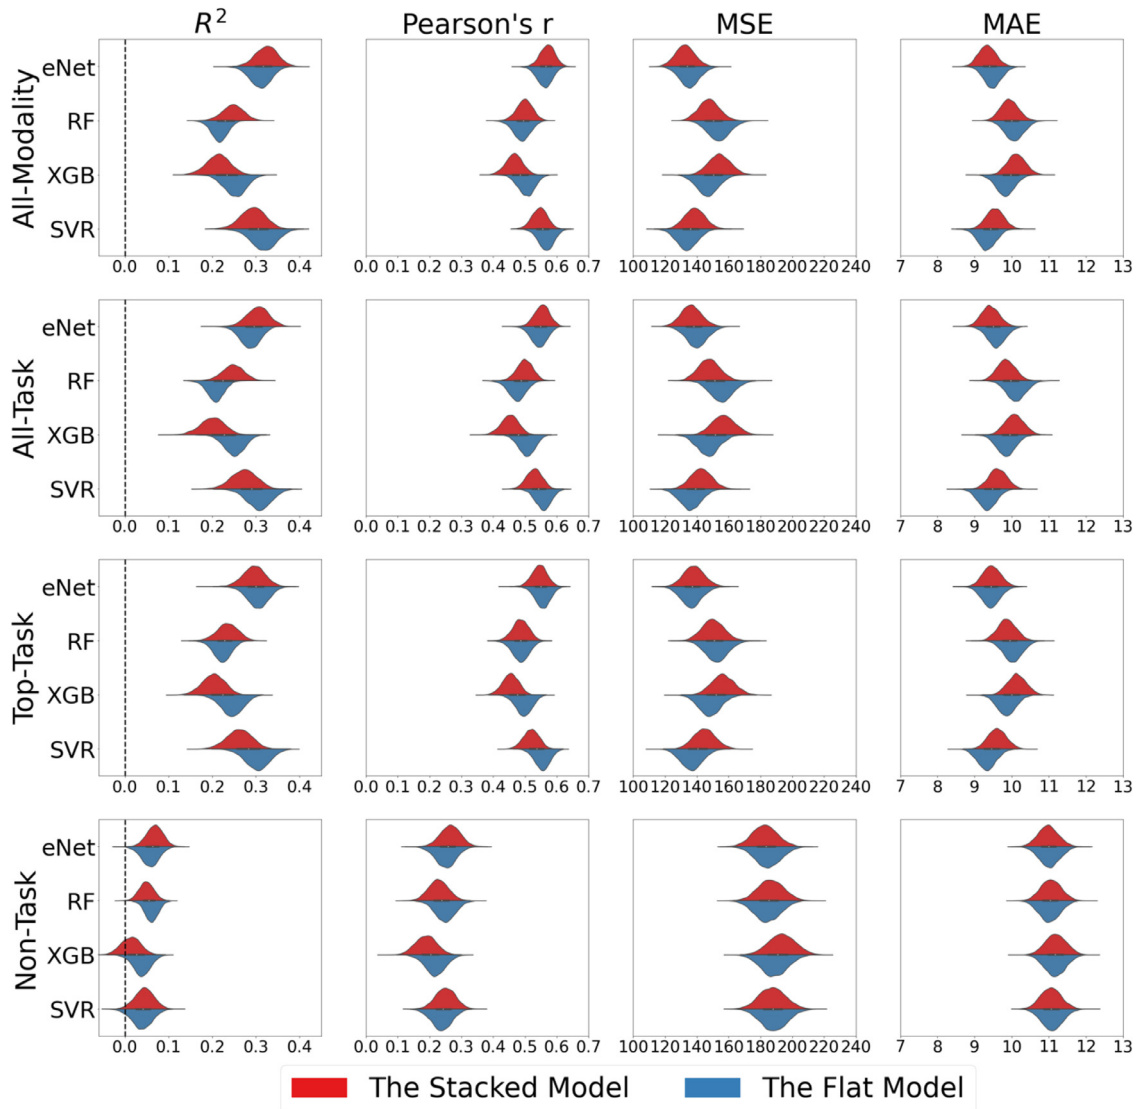 R² Pearson's r MSE MAE
All-Modality
eNet
RF
XGB
SVR
0.0 0.1 0.2 0.3 0.4
0.0 0.1 0.2 0.3 0.4 0.5 0.6 0.7
100 120 140 160 180 200 220 240
7 8 9 10 11 12 13
All-Task
eNet
RF
XGB
SVR
0.0 0.1 0.2 0.3 0.4
0.0 0.1 0.2 0.3 0.4 0.5 0.6 0.7
100 120 140 160 180 200 220 240
7 8 9 10 11 12 13
Top-Task
eNet
RF
XGB
SVR
0.0 0.1 0.2 0.3 0.4
0.0 0.1 0.2 0.3 0.4 0.5 0.6 0.7
100 120 140 160 180 200 220 240
7 8 9 10 11 12 13
Non-Task
eNet
RF
XGB
SVR
0.0 0.1 0.2 0.3 0.4
0.0 0.1 0.2 0.3 0.4 0.5 0.6 0.7
100 120 140 160 180 200 220 240
7 8 9 10 11 12 13
The Stacked Model The Flat Model